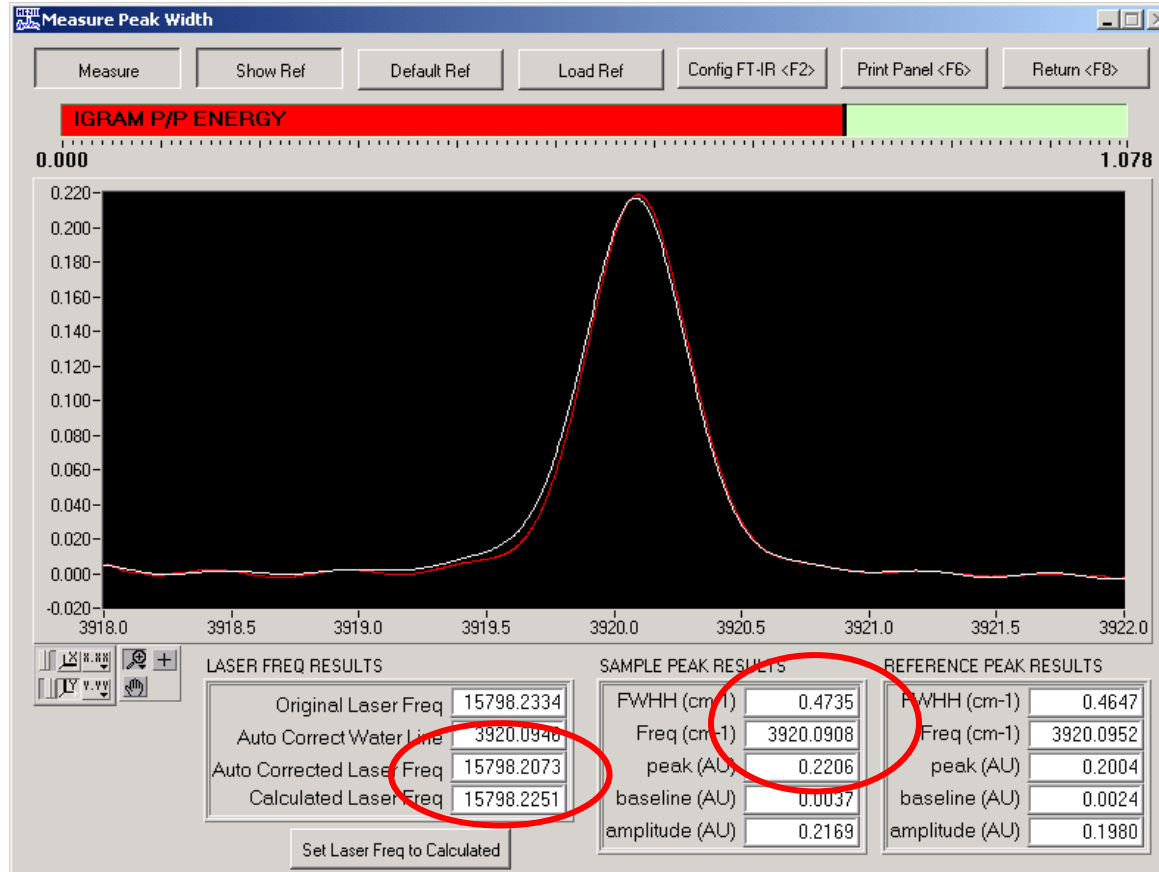 Measure Peak Width
Measure Show Ref Default Ref Load Ref Config FT-IR <F2> Print Panel <F6> Return <F8>
IGRAM P/P ENERGY
0.000 1.078
0.220
0.200
0.180
0.160
0.140
0.120
0.100
0.080
0.060
0.040
0.020
0.000
-0.020
3918.0 3918.5 3919.0 3919.5 3920.0 3920.5 3921.0 3921.5 3922.0
LASER FREQ RESULTS
Original Laser Freq 15798.2334
Auto Correct Water Line 3920.0946
Auto Corrected Laser Freq 15798.2073
Calculated Laser Freq 15798.2251
Set Laser Freq to Calculated
SAMPLE PEAK RESULTS
FWHH (cm-1) 0.4735
Freq (cm-1) 3920.0908
peak (AU) 0.2206
baseline (AU) 0.0037
amplitude (AU) 0.2169
REFERENCE PEAK RESULTS
FWHH (cm-1) 0.4647
Freq (cm-1) 3920.0952
peak (AU) 0.2004
baseline (AU) 0.0024
amplitude (AU) 0.1980